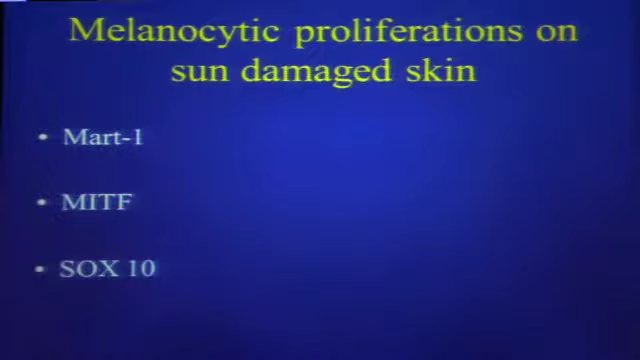 Melanocytic proliferations on
sun damaged skin
• Mart-1
• MITF
• SOX 10